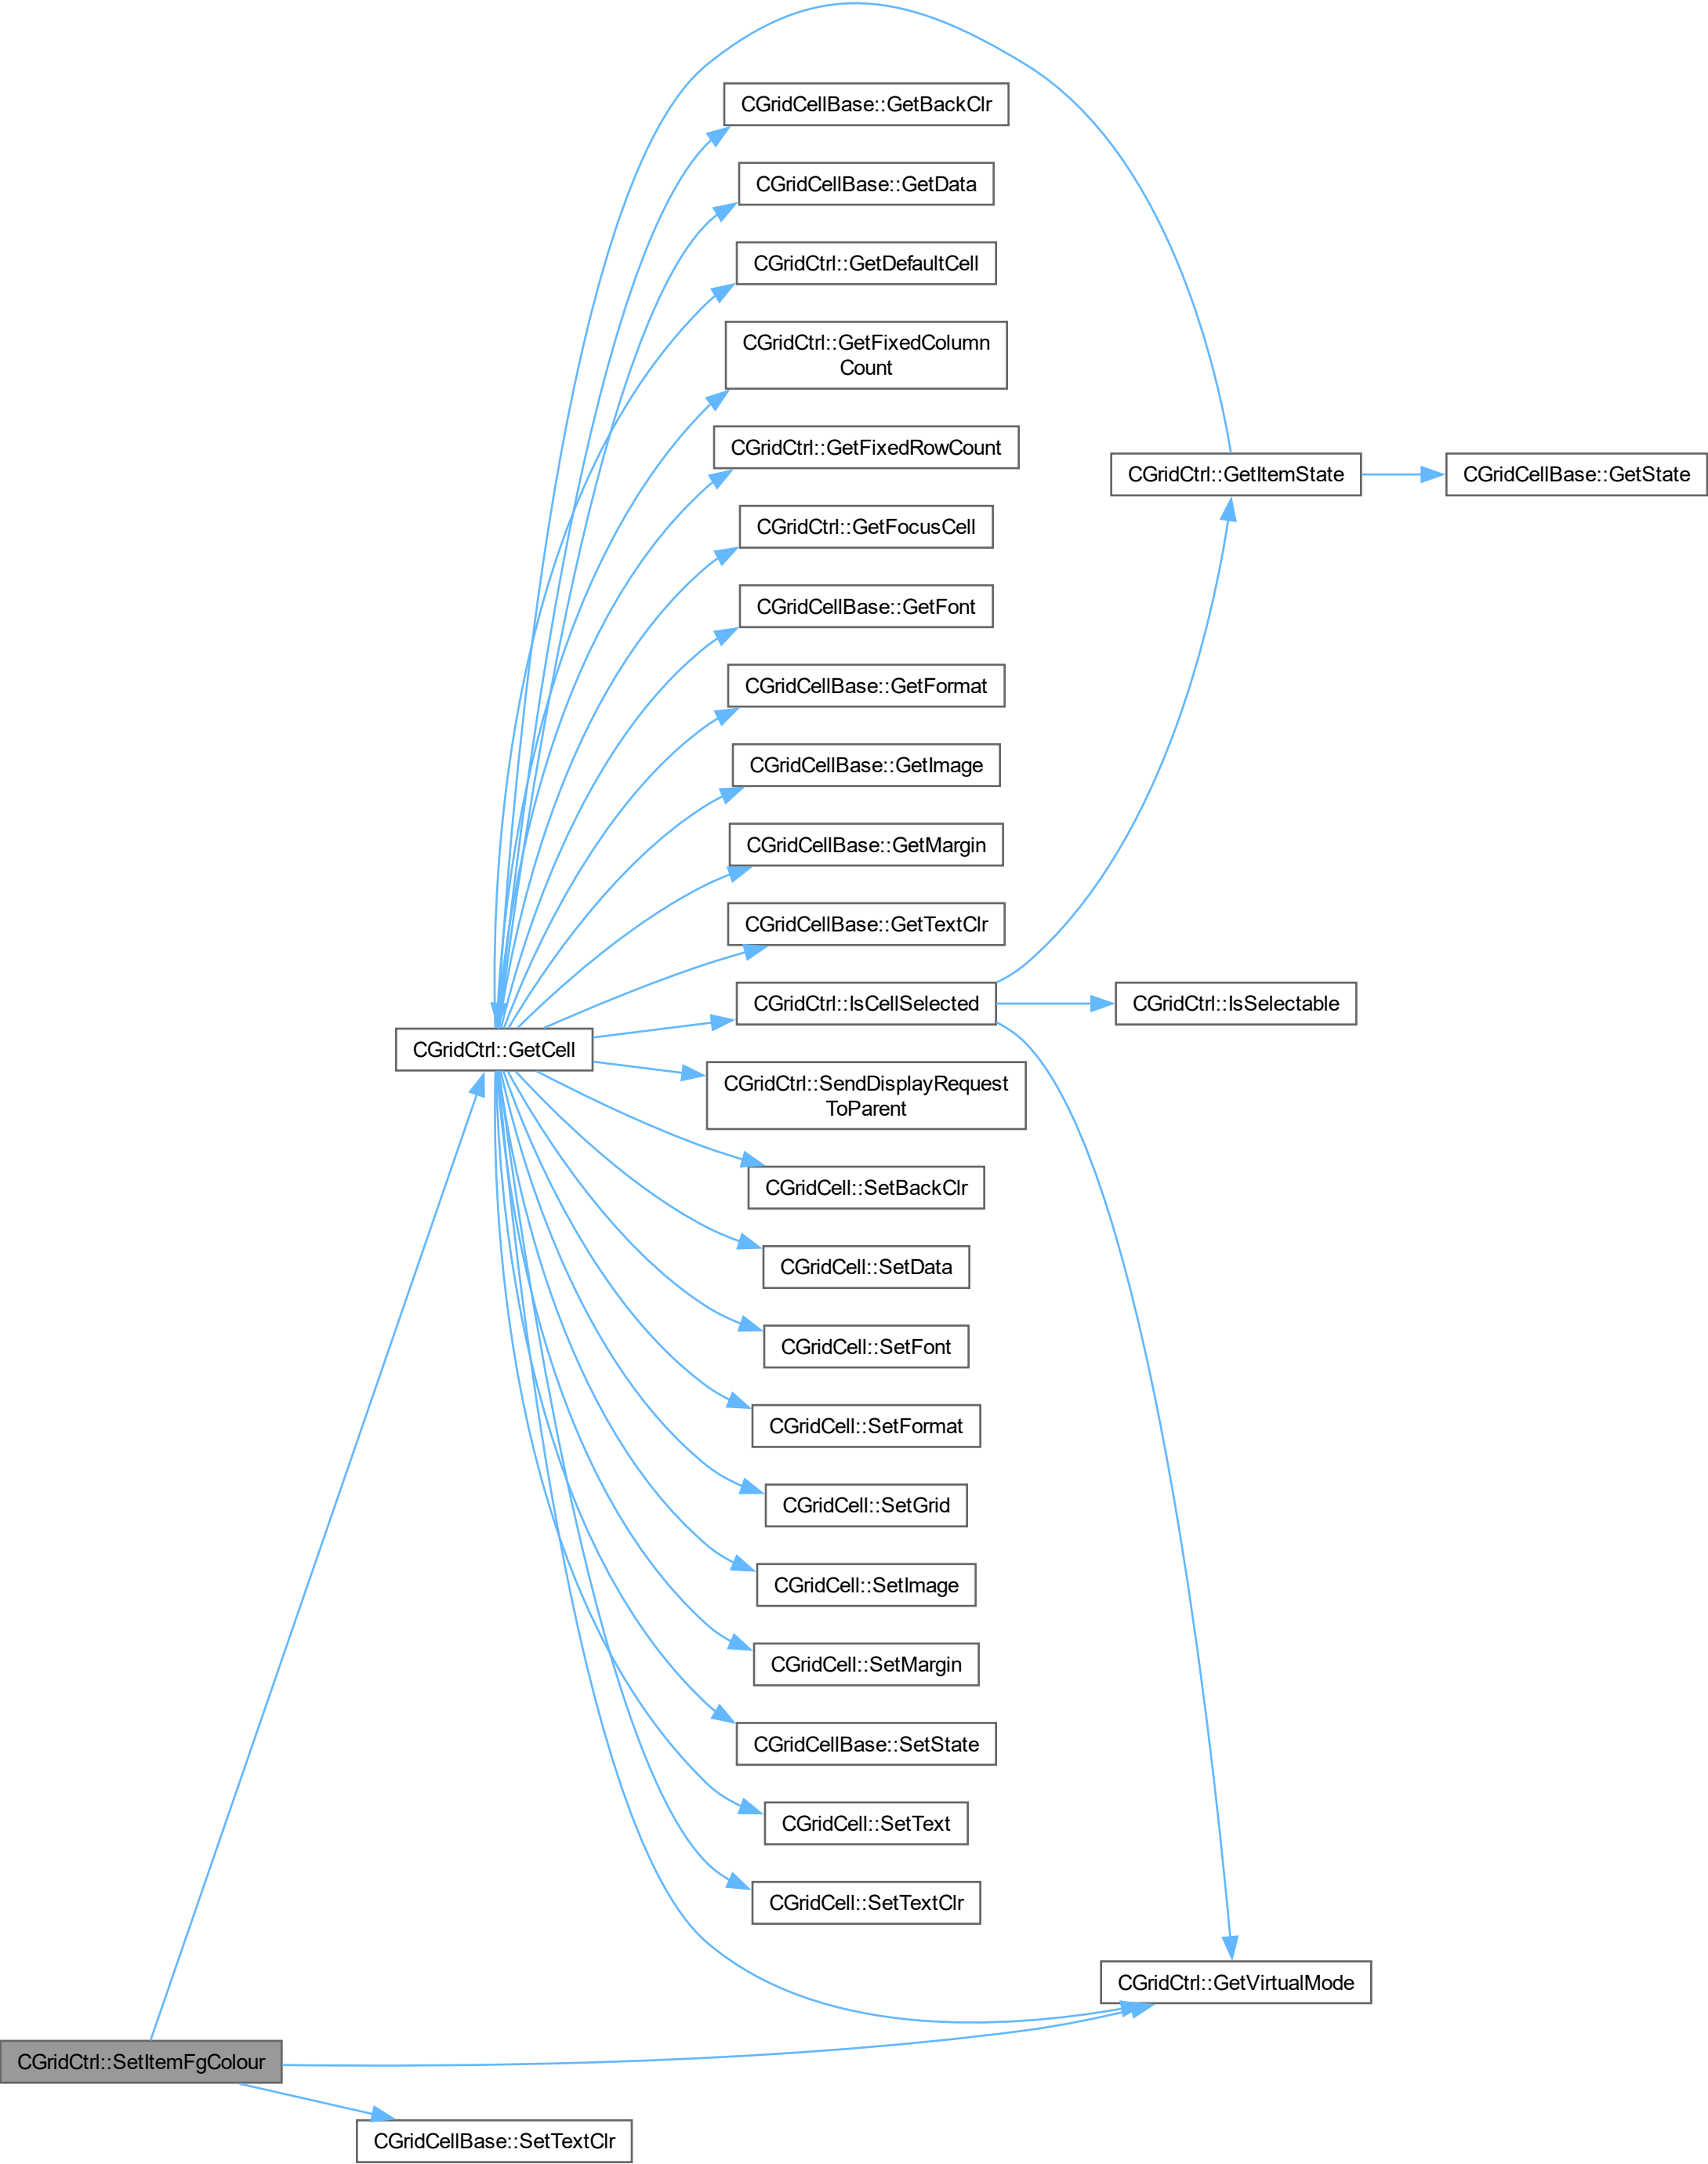 CGridCellBase::GetBackClr
CGridCellBase::GetData
CGridCtrl::GetDefaultCell
CGridCtrl::GetFixedColumn
Count
CGridCtrl::GetFixedRowCount
CGridCtrl::GetFocusCell
CGridCellBase::GetFont
CGridCellBase::GetFormat
CGridCellBase::GetImage
CGridCellBase::GetMargin
CGridCellBase::GetTextClr
CGridCtrl::IsCellSelected
CGridCtrl::GetItemState
CGridCellBase::GetState
CGridCtrl::IsSelectable
CGridCtrl::GetCell
CGridCtrl::SendDisplayRequest
ToParent
CGridCell::SetBackClr
CGridCell::SetData
CGridCell::SetFont
CGridCell::SetFormat
CGridCell::SetGrid
CGridCell::SetImage
CGridCell::SetMargin
CGridCellBase::SetState
CGridCell::SetText
CGridCell::SetTextClr
CGridCtrl::GetVirtualMode
CGridCtrl::SetItemFgColour
CGridCellBase::SetTextClr